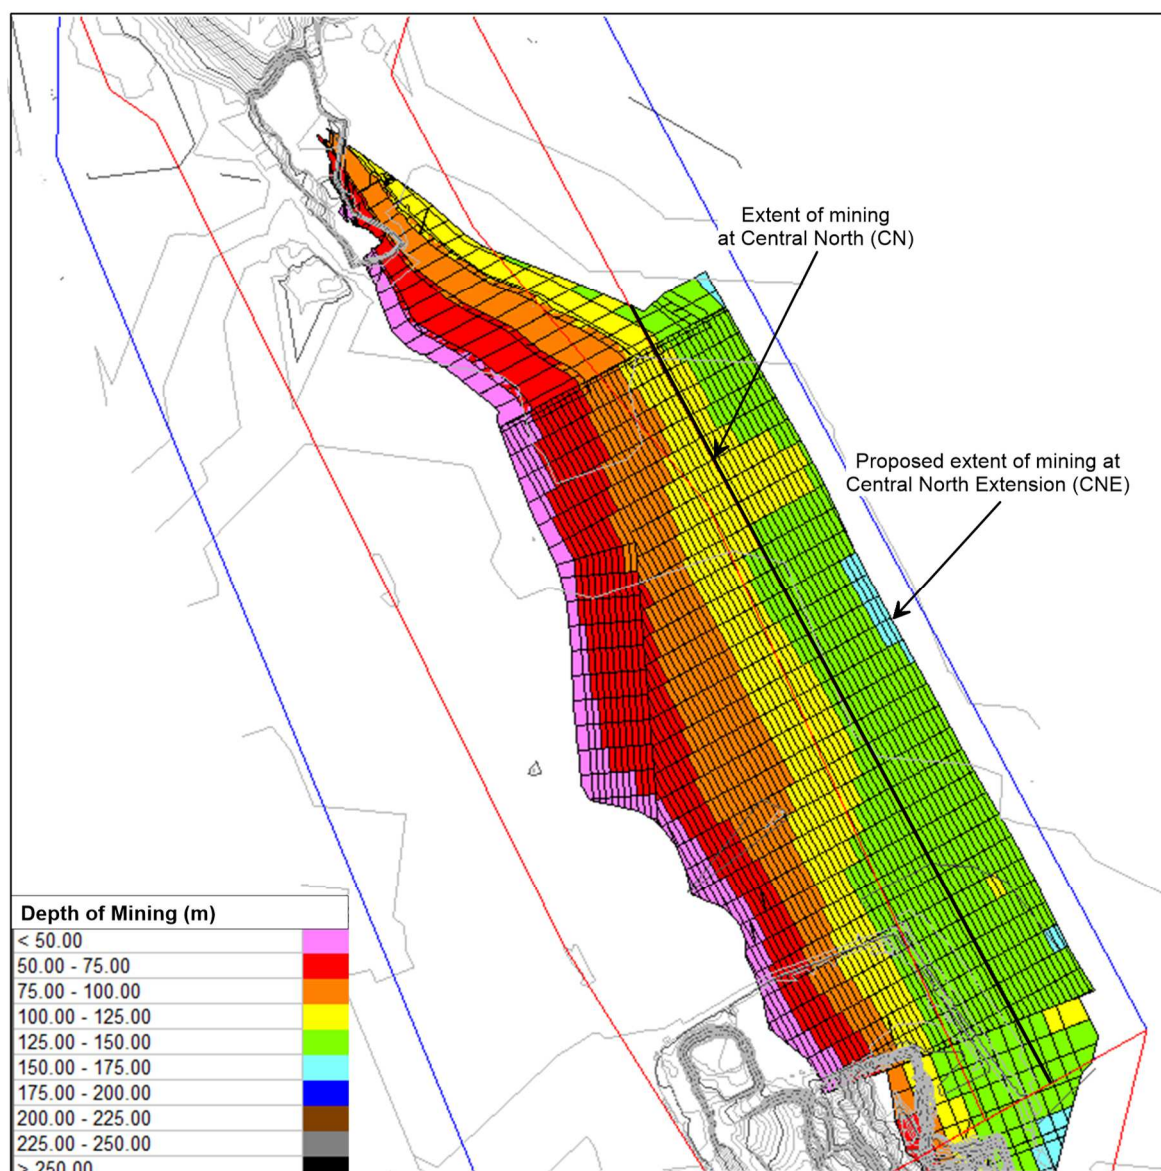 Extent of mining
at Central North (CN)
Proposed extent of mining at
Central North Extension (CNE)
Depth of Mining (m)
< 50.00
50.00 - 75.00
75.00 - 100.00
100.00 - 125.00
125.00 - 150.00
150.00 - 175.00
175.00 - 200.00
200.00 - 225.00
225.00 - 250.00
> 250.00